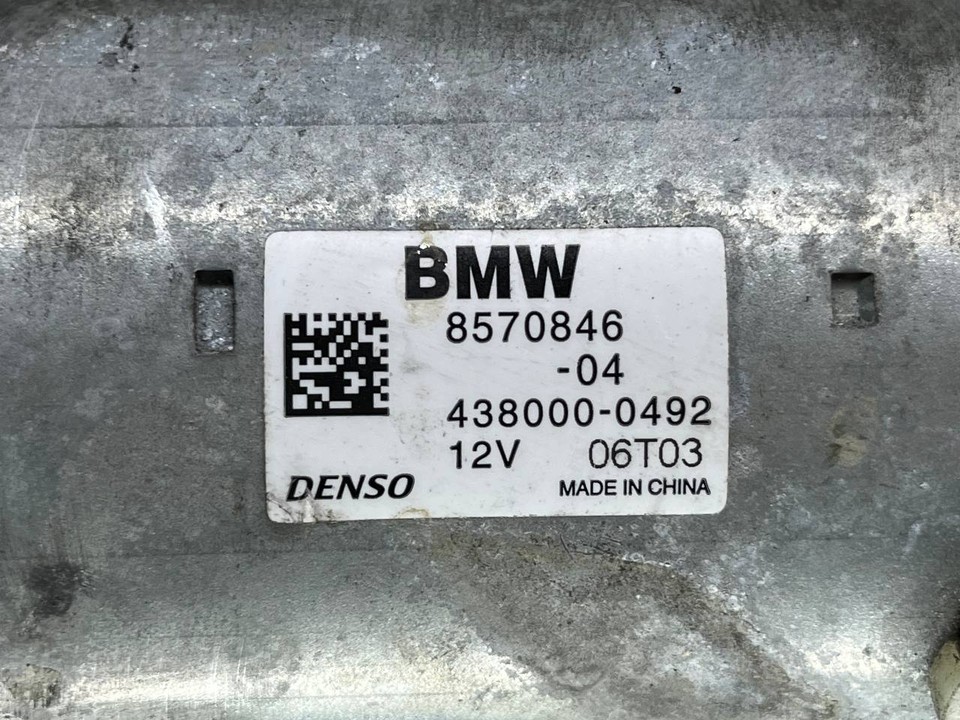 BMW
8570846
-04
438000-0492
12V 06T03
DENSO MADE IN CHINA